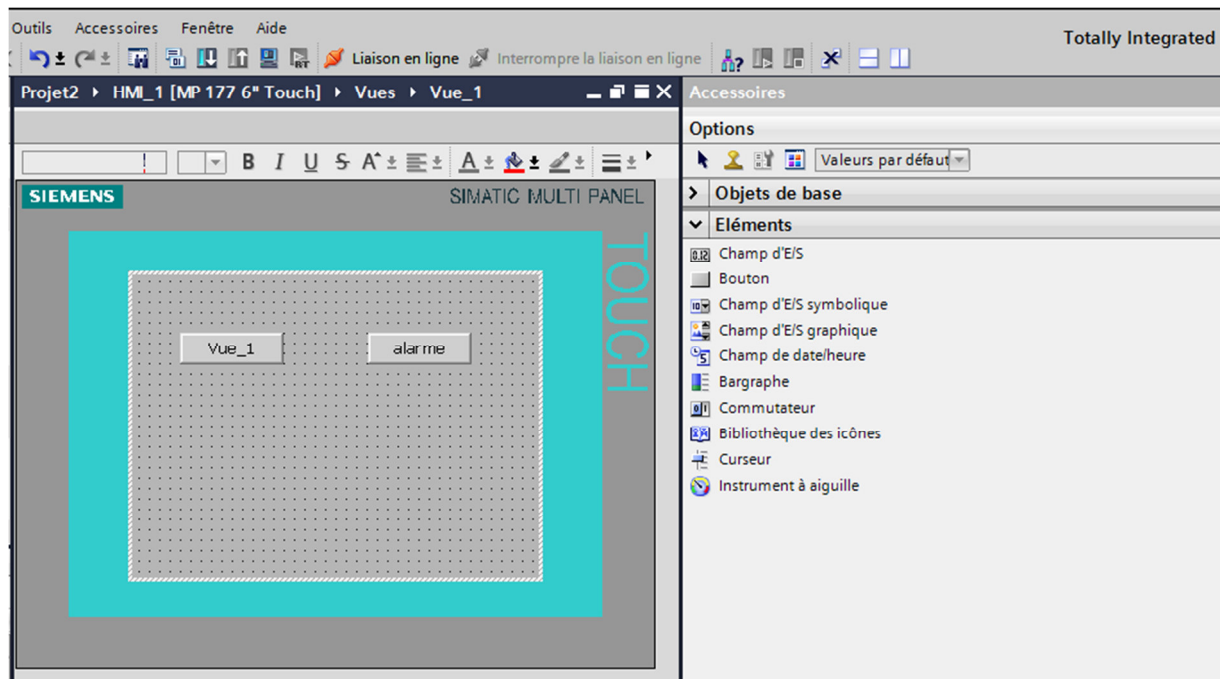 Outils Accessoires Fenêtre Aide
Totally Integrated
Liaison en ligne Interrompre la liaison en ligne
Projet2 Vues Vue_1
HMI_1 [MP 177 6" Touch]
Accessoires
Options
B I U S A A
Valeurs par défaut
SIEMENS
SIMATIC MULTI PANEL
TOUCH
Vue_1
alarme
Objets de base
Eléments
Champ d'E/S
Bouton
Champ d'E/S symbolique
Champ d'E/S graphique
Champ de date/heure
Bargraphe
Commutateur
Bibliothèque des icônes
Curseur
Instrument à aiguille